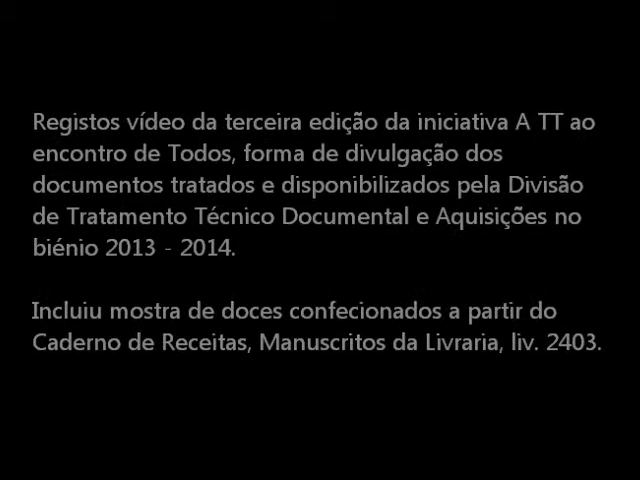 Registos vídeo da terceira edição da iniciativa A TT ao
encontro de Todos, forma de divulgação dos
documentos tratados e disponibilizados pela Divisão
de Tratamento Técnico Documental e Aquisições no
biénio 2013 - 2014.
Incluiu mostra de doces confecionados a partir do
Caderno de Receitas, Manuscritos da Livraria, liv. 2403.